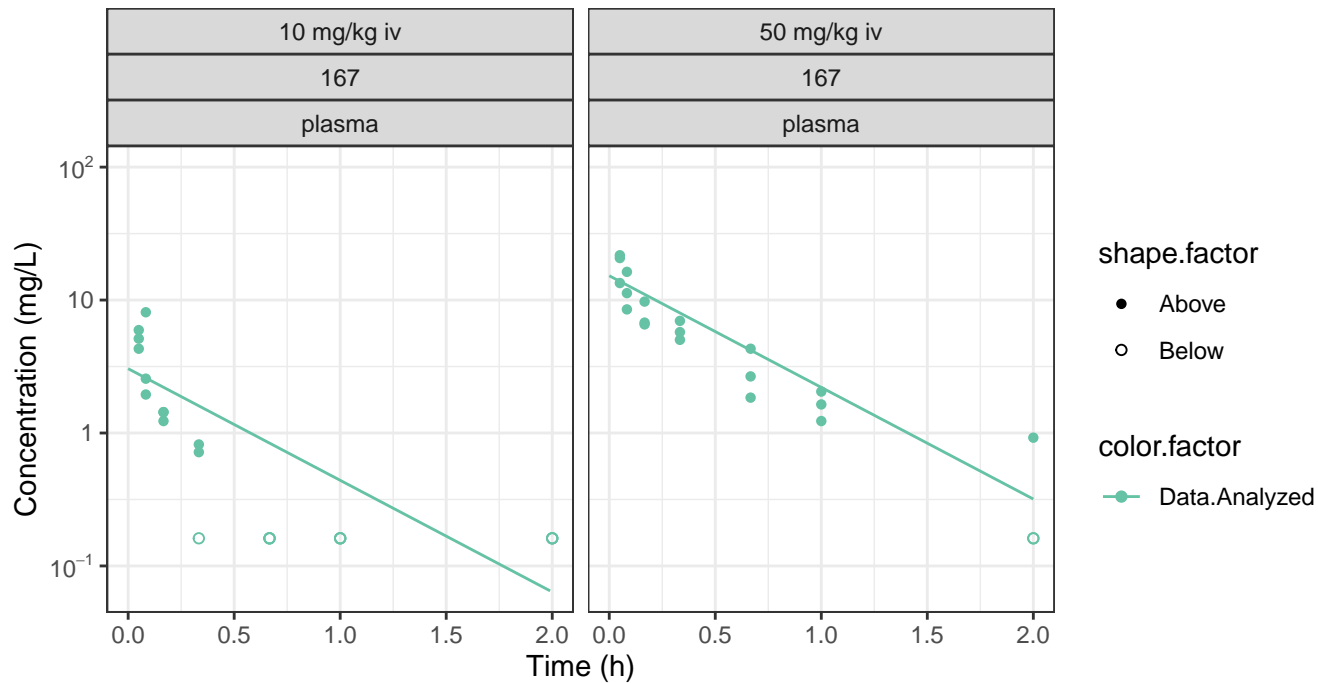 10 mg/kg iv
50 mg/kg iv
167
167
plasma
plasma
Concentration (mg/L)
10²
10
1
10⁻¹
0.0 0.5 1.0 1.5 2.0
0.0 0.5 1.0 1.5 2.0
Time (h)
shape.factor
Above
Below
color.factor
Data.Analyzed